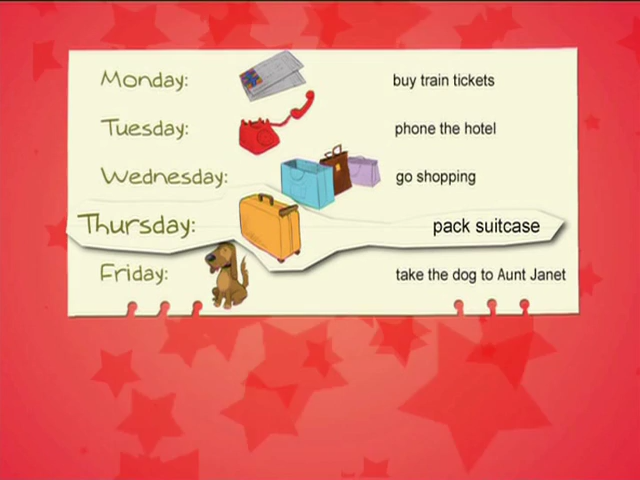 Monday: buy train tickets
Tuesday: phone the hotel
Wednesday: go shopping
Thursday: pack suitcase
Friday: take the dog to Aunt Janet